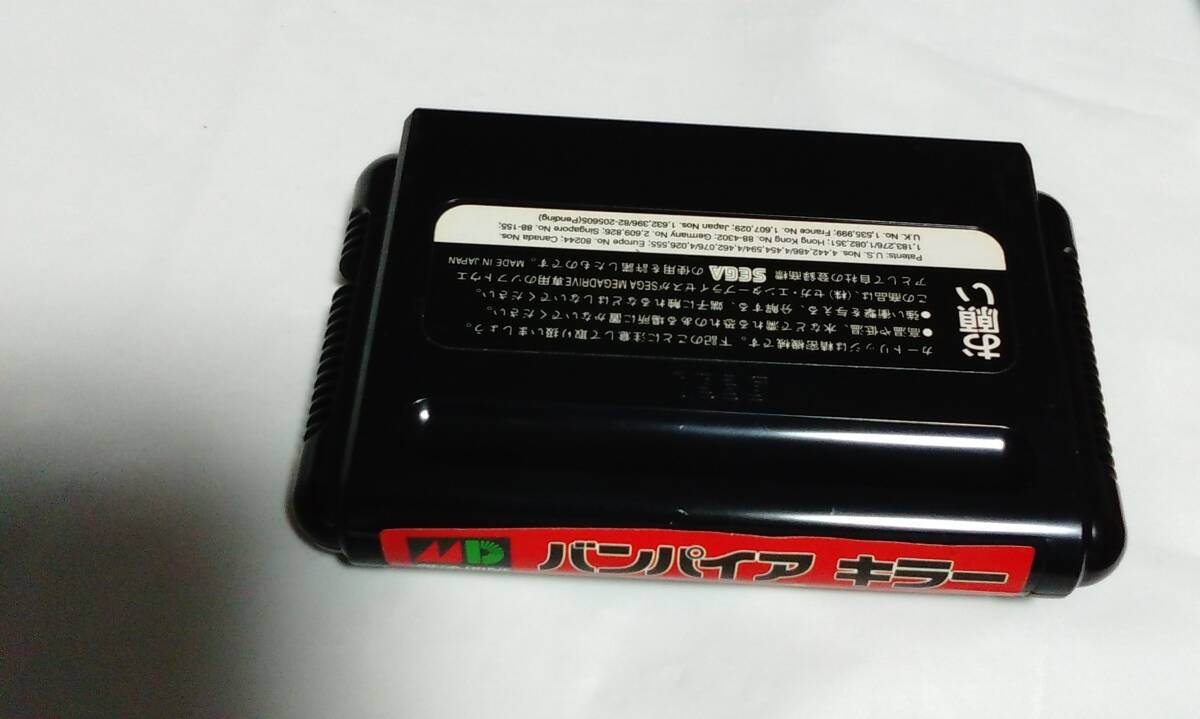 お願い
カートリッジは精密機械です。下記のことに注意して取り扱いましょう。
●高温や低温、水などで濡れる恐れのある場所に置かないでください。
●強い衝撃を与える、分解する、端子に触れるなどはしないでください。
この商品は、(株)セガ・エンタープライゼスがSEGA MEGADRIVE専用のソフトウエ
アとして自社の登録商標 SEGA の使用を許諾したものです。 MADE IN JAPAN
Patents: U.S. Nos. 4,442,486/4,454,594/4,462,076/4,026,555; Europe No. 80244; Canada Nos.
1,183,276/1,082,351; Hong Kong No. 88-4302; Germany No. 2,609,826; Singapore No. 88-155;
U.K. No. 1,535,999; France No. 1,607,029; Japan Nos. 1,632,396/82-205605(Pending)
MD バンパイア キラー
MEGA DRIVE